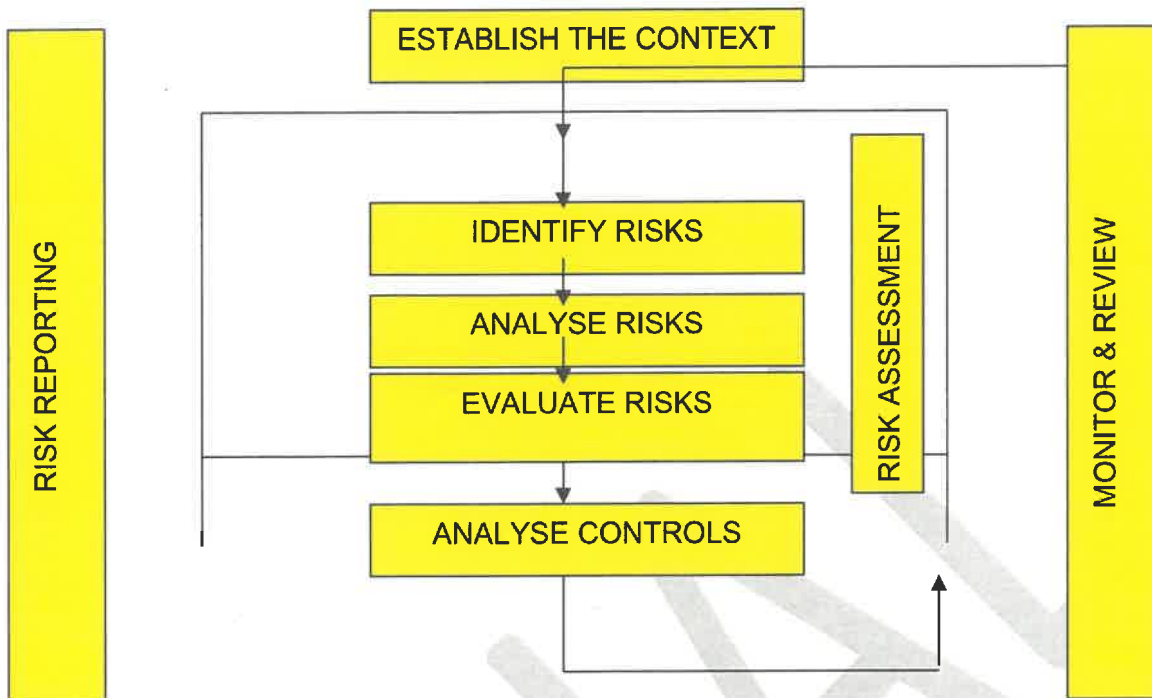 ESTABLISH THE CONTEXT
RISK REPORTING
IDENTIFY RISKS
ANALYSE RISKS
EVALUATE RISKS
RISK ASSESSMENT
MONITOR & REVIEW
ANALYSE CONTROLS